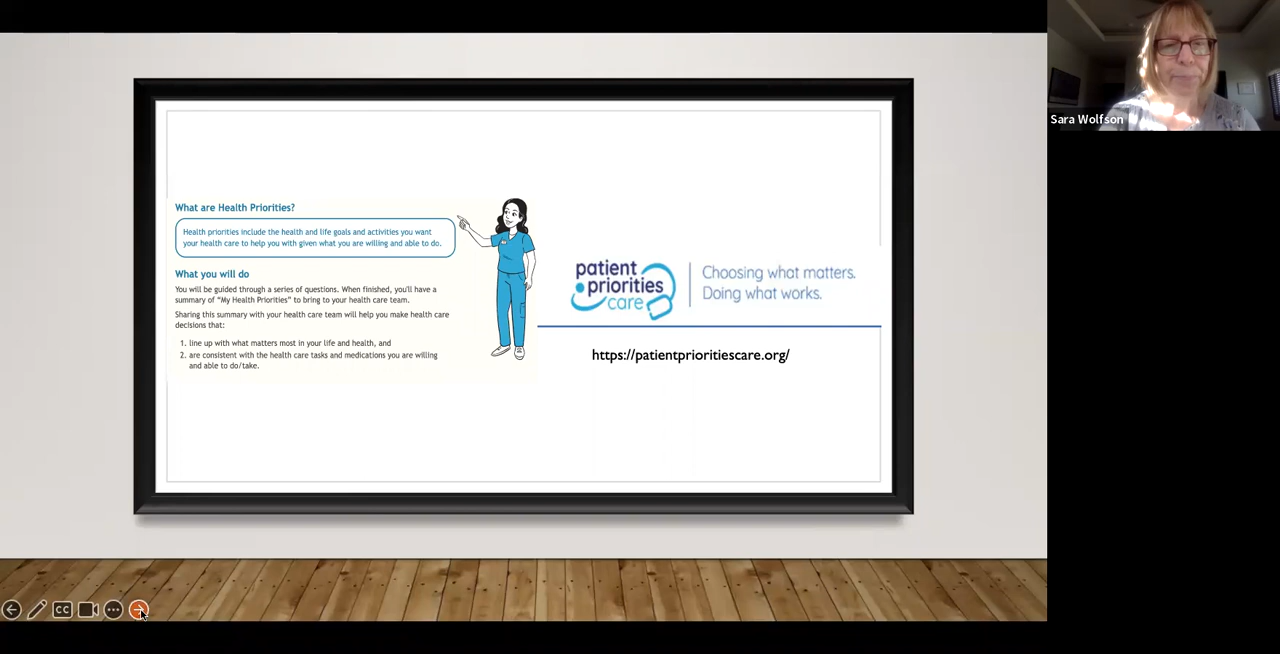 What are Health Priorities?
Health priorities include the health and life goals and activities you want
your health care to help you with given what you are willing and able to do.
What you will do
You will be guided through a series of questions. When finished, you'll have a
summary of "My Health Priorities" to bring to your health care team.
Sharing this summary with your health care team will help you make health care
decisions that:
1. line up with what matters most in your life and health, and
2. are consistent with the health care tasks and medications you are willing
and able to do/take.
patient
priorities
care
Choosing what matters.
Doing what works.
https://patientprioritiescare.org/
Sara Wolfson
CC